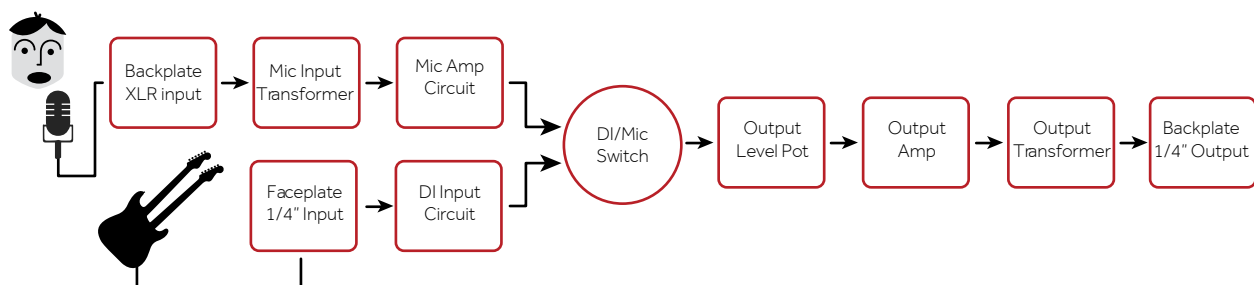 Backplate
XLR input
Mic Input
Transformer
Mic Amp
Circuit
Faceplate
1/4" Input
DI Input
Circuit
DI/Mic
Switch
Output
Level Pot
Output
Amp
Output
Transformer
Backplate
1/4" Output